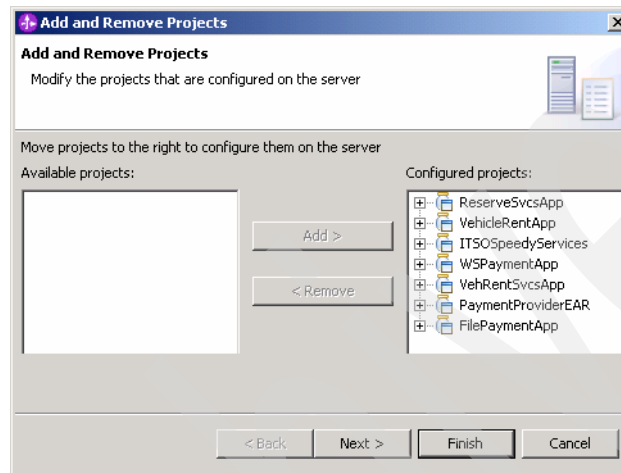 Add and Remove Projects
Add and Remove Projects
Modify the projects that are configured on the server
Move projects to the right to configure them on the server
Available projects:
Configured projects:
Add >
< Remove
ReserveSvcsApp
VehicleRentApp
ITSOSpeedyServices
WSPaymentApp
VehRentSvcsApp
PaymentProviderEAR
FilePaymentApp
< Back
Next >
Finish
Cancel